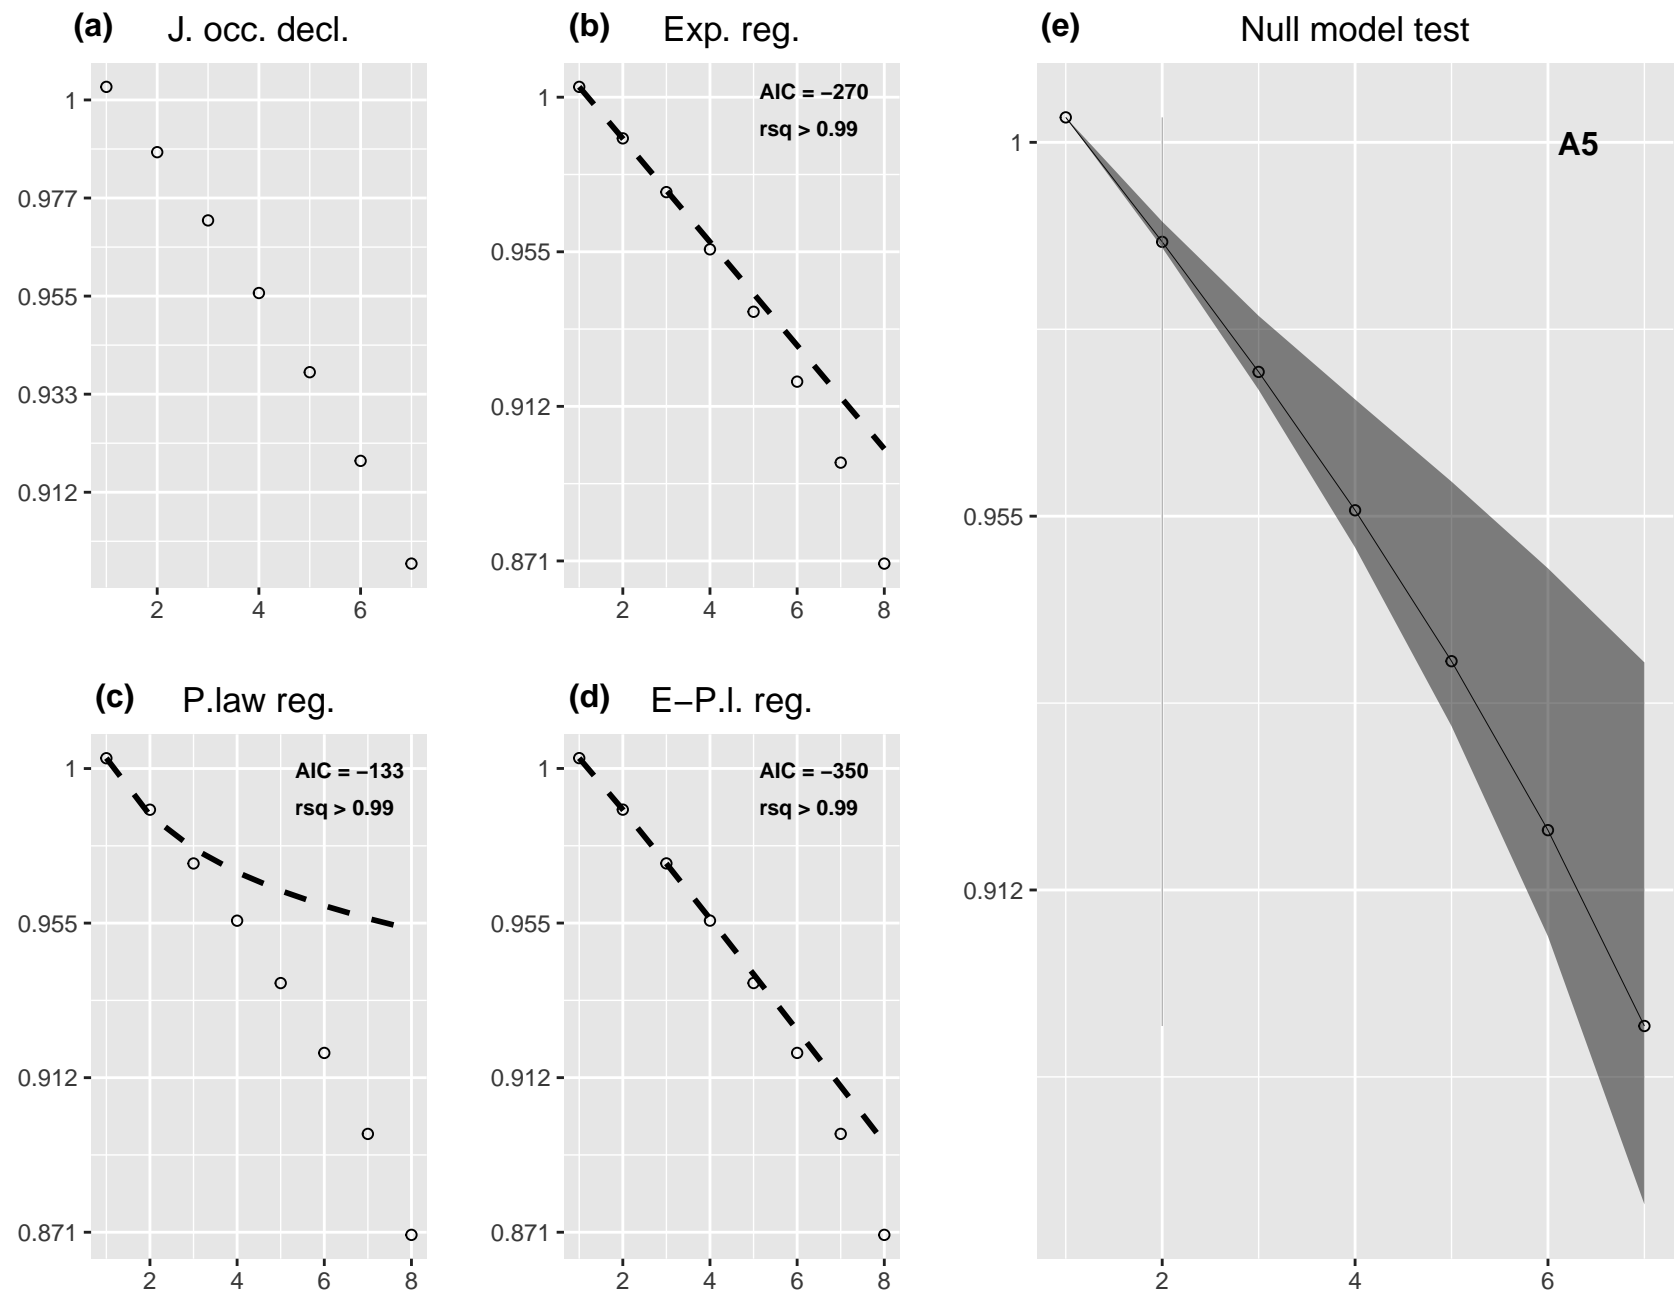 (a) J. occ. decl.
1
0.977
0.955
0.933
0.912
2 4 6
(b) Exp. reg.
AIC = −270
rsq > 0.99
1
0.955
0.912
0.871
2 4 6 8
(c) P.law reg.
AIC = −133
rsq > 0.99
1
0.955
0.912
0.871
2 4 6 8
(d) E−P.l. reg.
AIC = −350
rsq > 0.99
1
0.955
0.912
0.871
2 4 6 8
(e) Null model test
A5
1
0.955
0.912
2 4 6